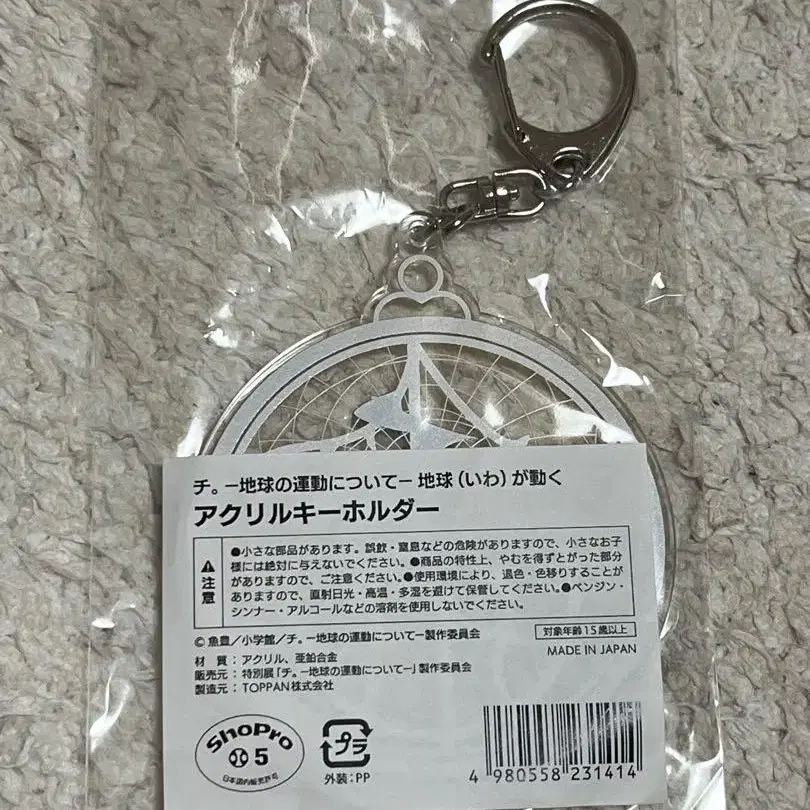 チ。ー地球の運動についてー 地球（いわ）が動く
アクリルキーホルダー
注意
●小さな部品があります。誤飲・窒息などの危険がありますので、小さなお子
様には絶対に与えないでください。●商品の特性上、やむを得ずとがった部分
がありますので、ご注意ください。●使用環境により、退色・色移りすることが
ありますので、直射日光・高温・多湿を避けて保管してください。●ベンジン・
シンナー・アルコールなどの溶剤を使用しないでください。
© 魚豊／小学館／チ。ー地球の運動についてー製作委員会
対象年齢15歳以上
材 質：アクリル、亜鉛合金
MADE IN JAPAN
販売元：特別展「チ。ー地球の運動についてー」製作委員会
製造元：TOPPAN株式会社
ShoPro
5
日本国内販売許可
プラ
外装：PP
4 980558 231414